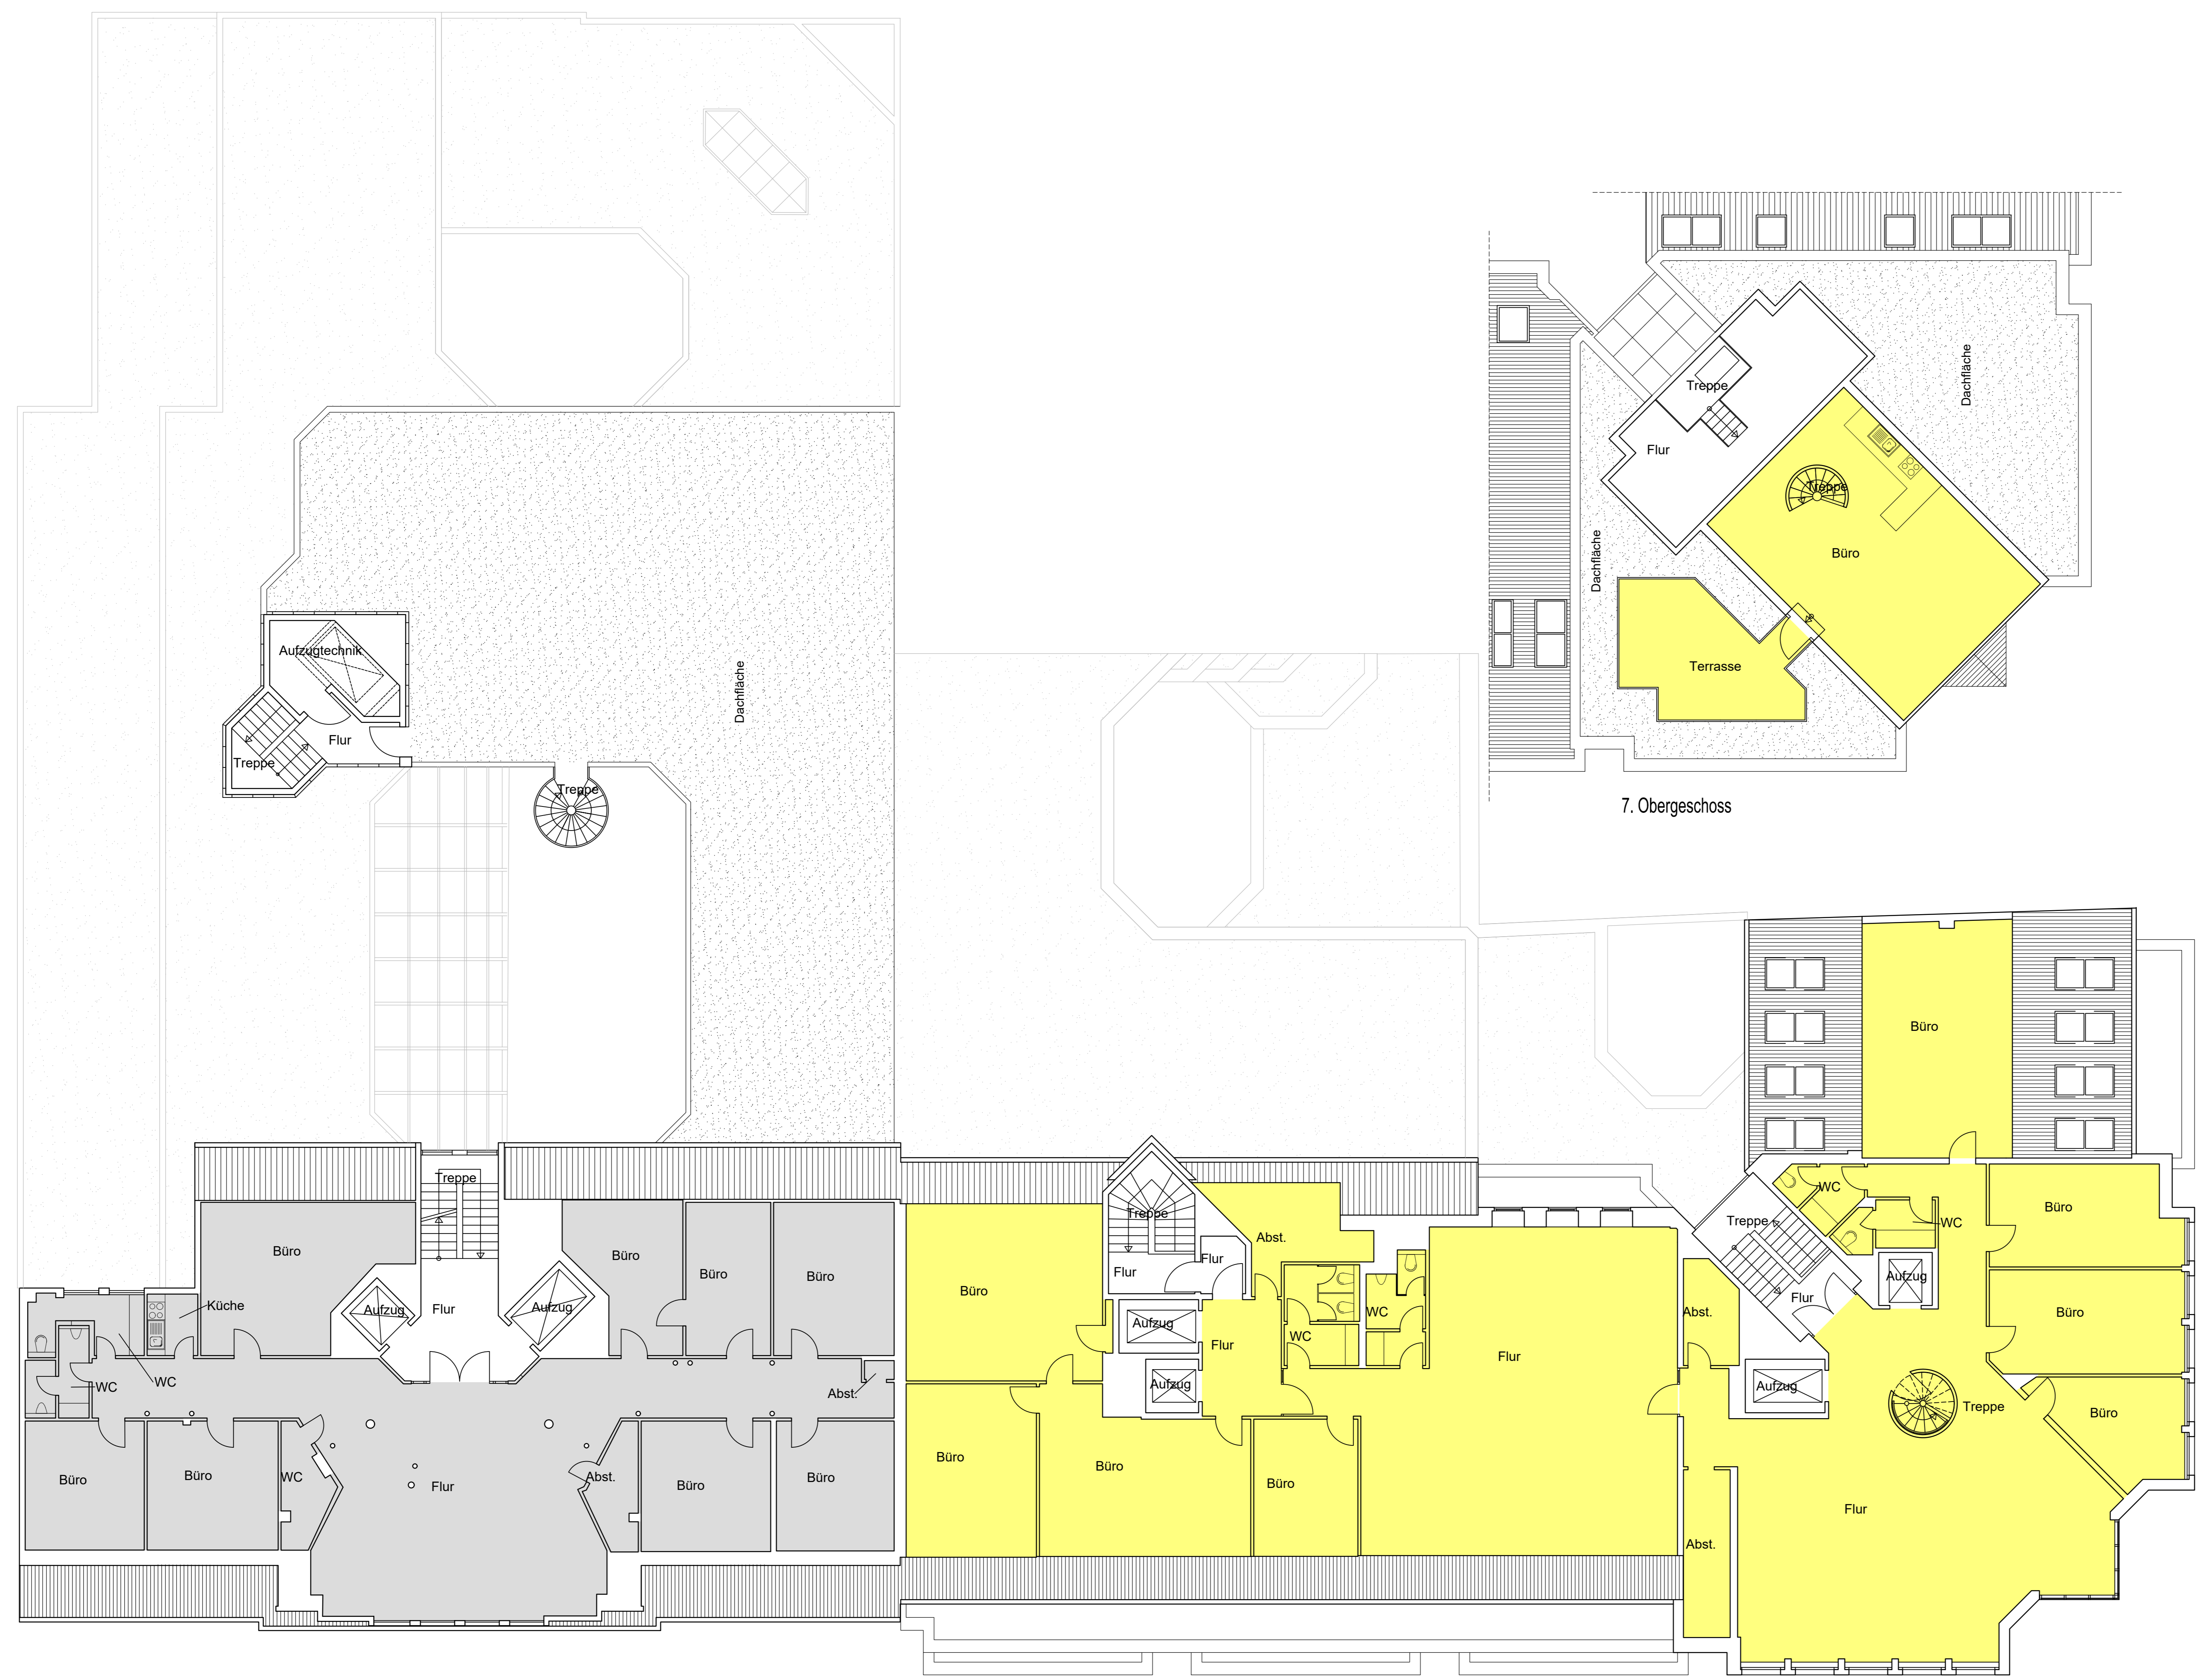 Treppe
Flur
Dachfläche
Treppe
Büro
Dachfläche
Terrasse
7. Obergeschoss
Aufzugtechnik
Flur
Treppe
Dachfläche
Treppe
Treppe
Büro
Küche
Aufzug
Flur
Aufzug
Büro
Büro
Büro
WC
WC
Abst.
Büro
Büro
WC
Flur
Abst.
Büro
Büro
Treppe
Flur
Flur
Abst.
Büro
Aufzug
Aufzug
Flur
WC
WC
Flur
Büro
Büro
Büro
Büro
WC
WC
Treppe
Aufzug
Flur
Büro
Büro
Büro
Abst.
Aufzug
Treppe
Flur
Abst.